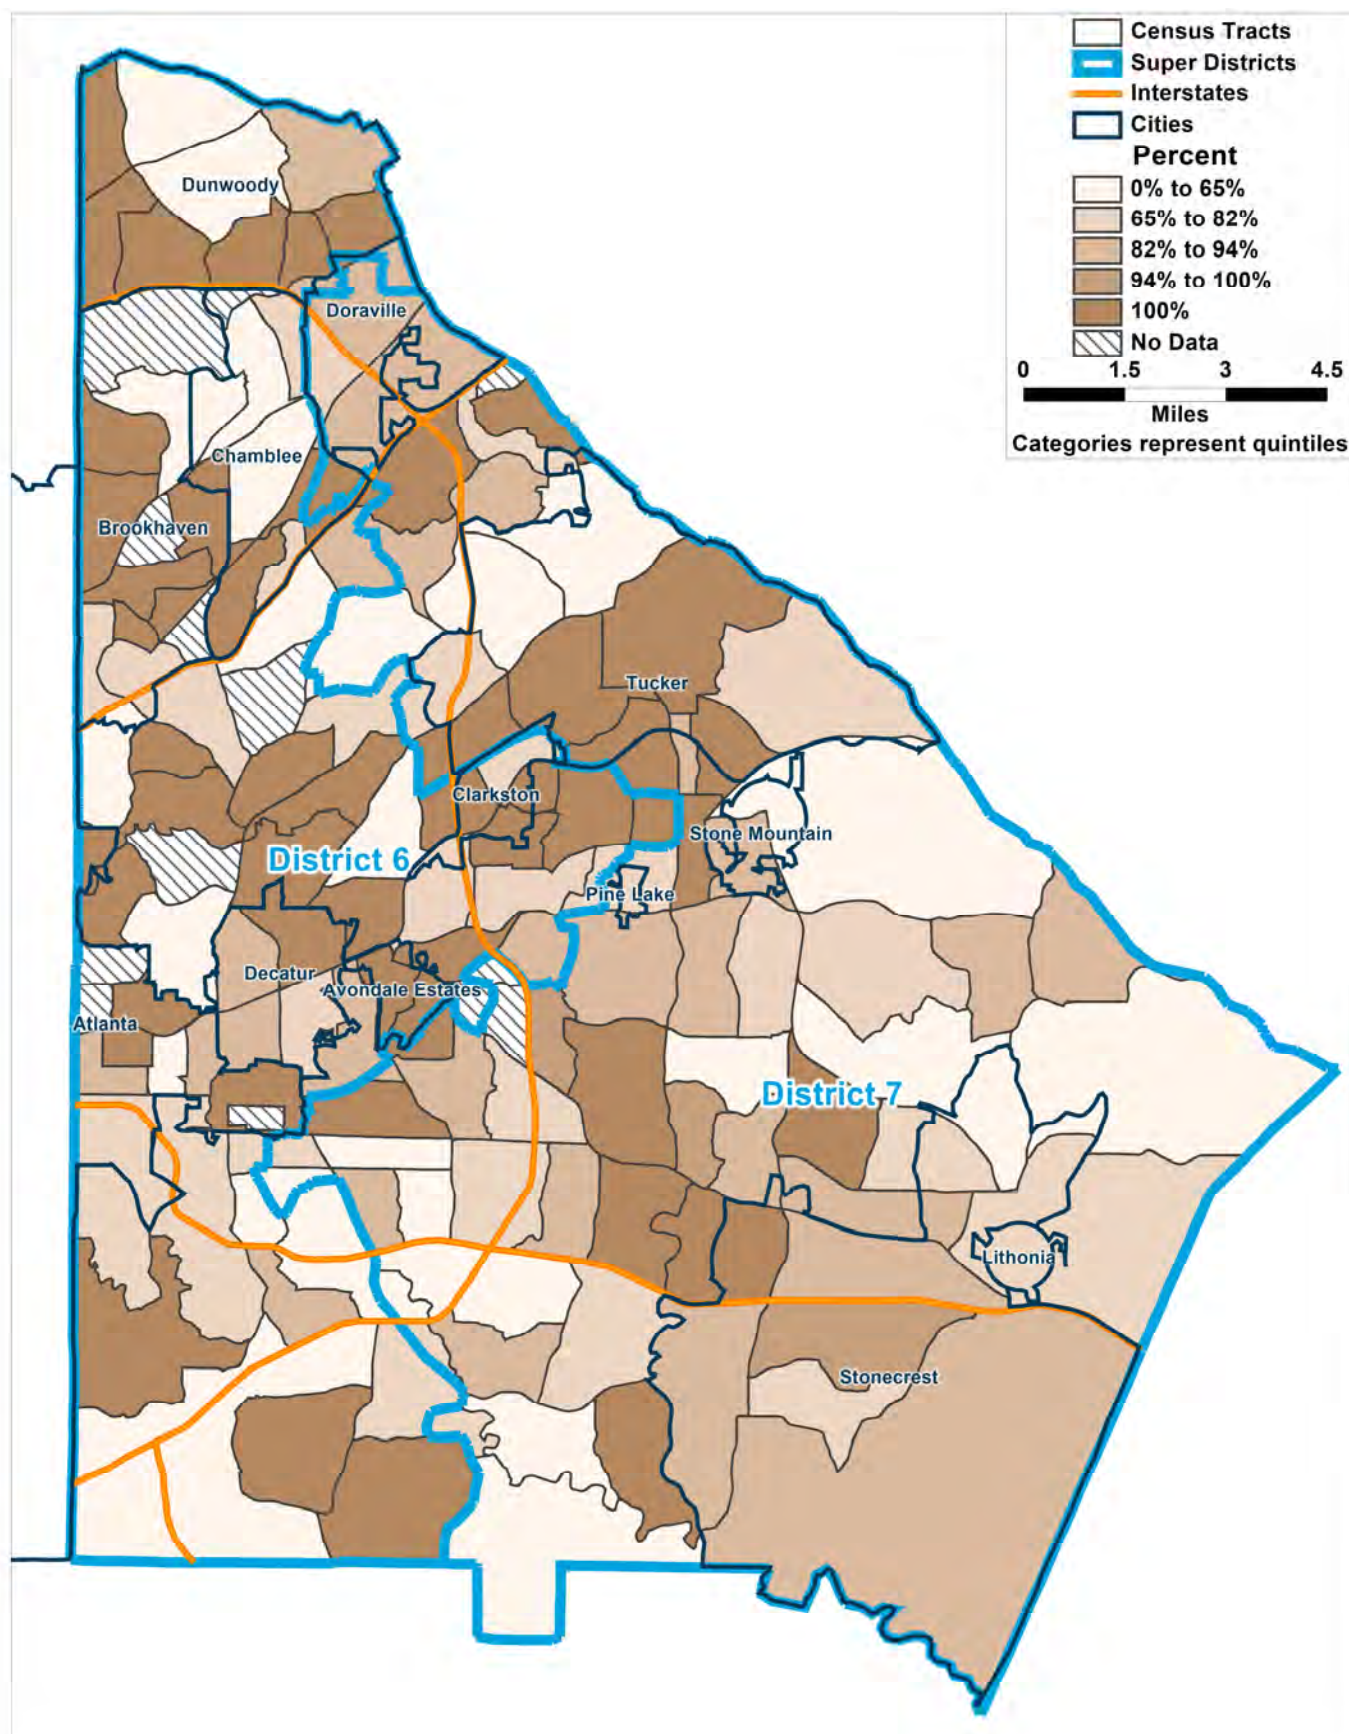 Census Tracts
Super Districts
Interstates
Cities
Percent
0% to 65%
65% to 82%
82% to 94%
94% to 100%
100%
No Data
0 1.5 3 4.5
Miles
Categories represent quintiles
Dunwoody
Doraville
Chamblee
Brookhaven
Tucker
Clarkston
Stone Mountain
District 6
Pine Lake
Decatur
Avondale Estates
Atlanta
District 7
Lithonia
Stonecrest